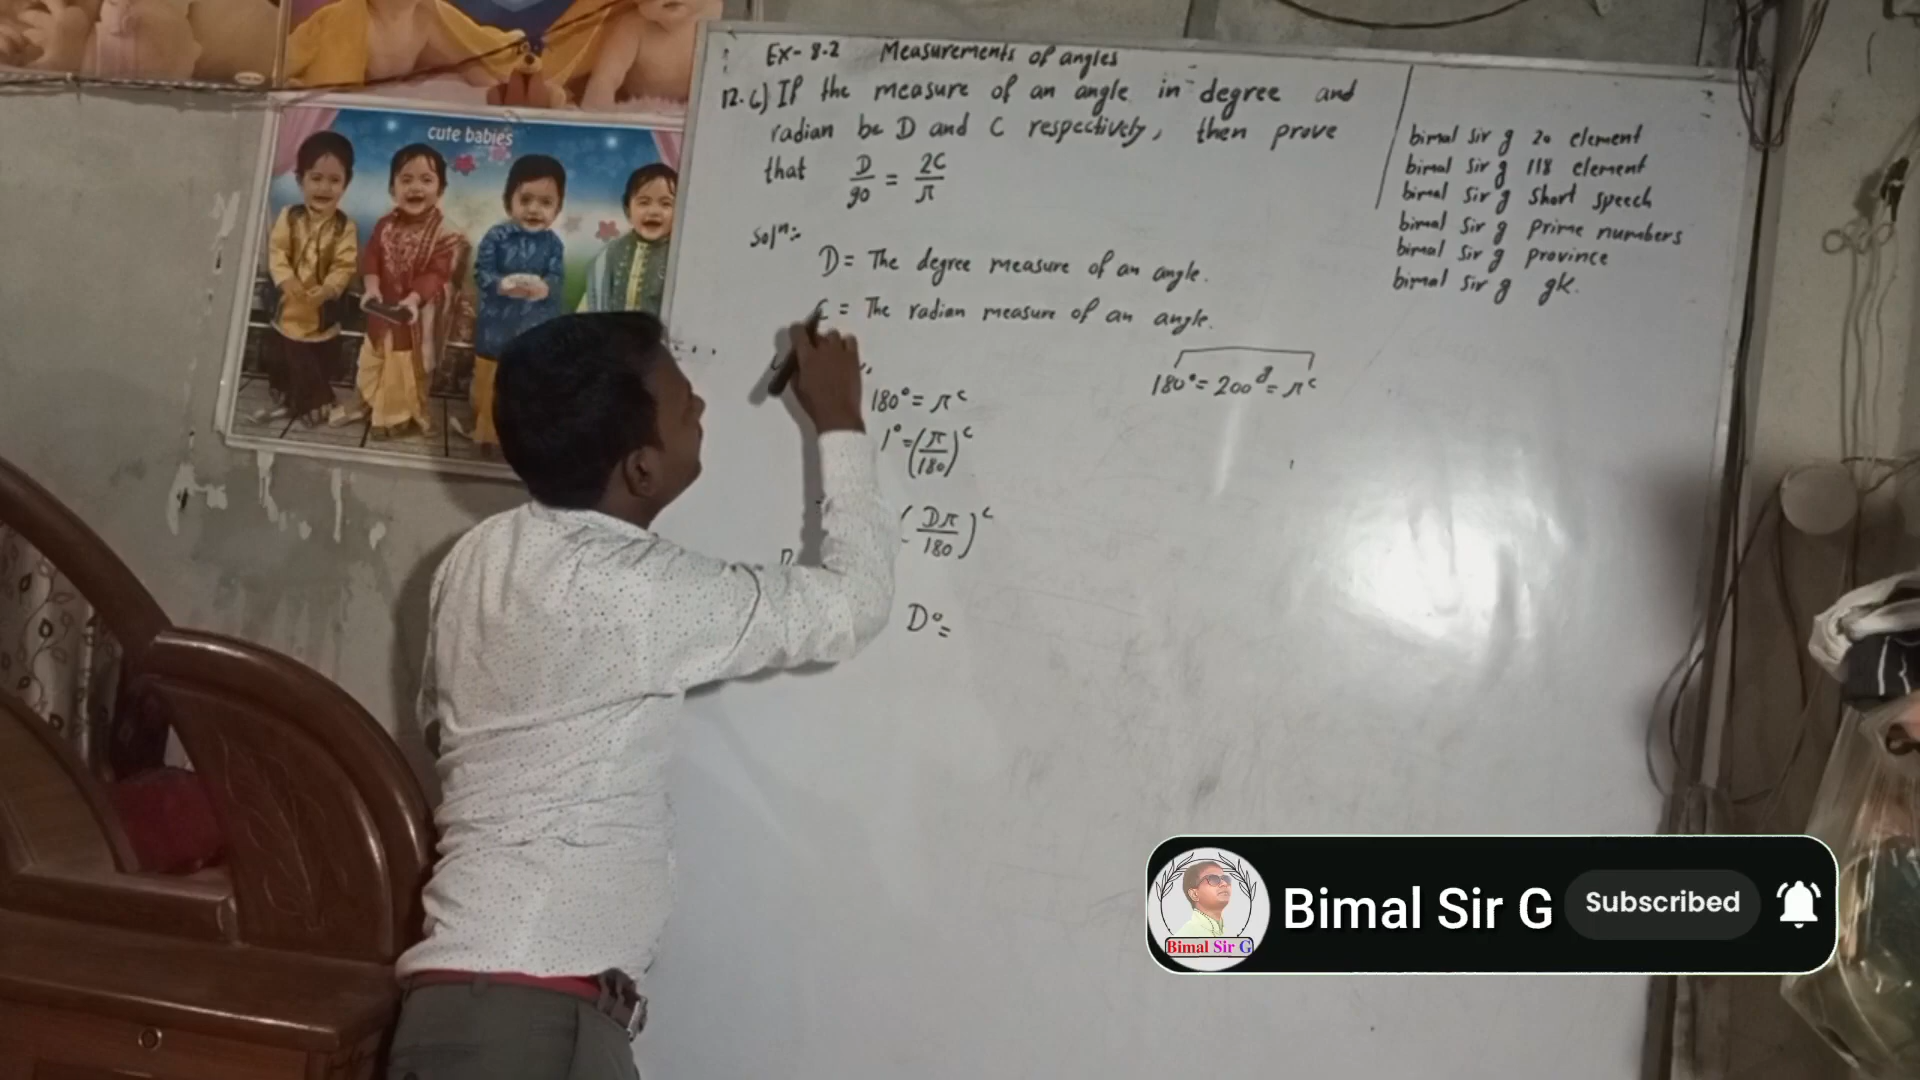 cute babies
Ex- 8.2 Measurements of angles
12. c) If the measure of an angle in degree and
radian be D and C respectively, then prove
that D/90 = 2C/π
Solⁿ:-
D = The degree measure of an angle.
C = The radian measure of an angle.
180° = πᶜ
1° = (π/180)ᶜ
(Dπ/180)ᶜ
D° =
180° = 200ᵍ = πᶜ
bimal sir g 20 element
bimal sir g 118 element
bimal sir g short speech
bimal sir g prime numbers
bimal sir g province
bimal sir g gk.
Bimal Sir G
Bimal Sir G Subscribed